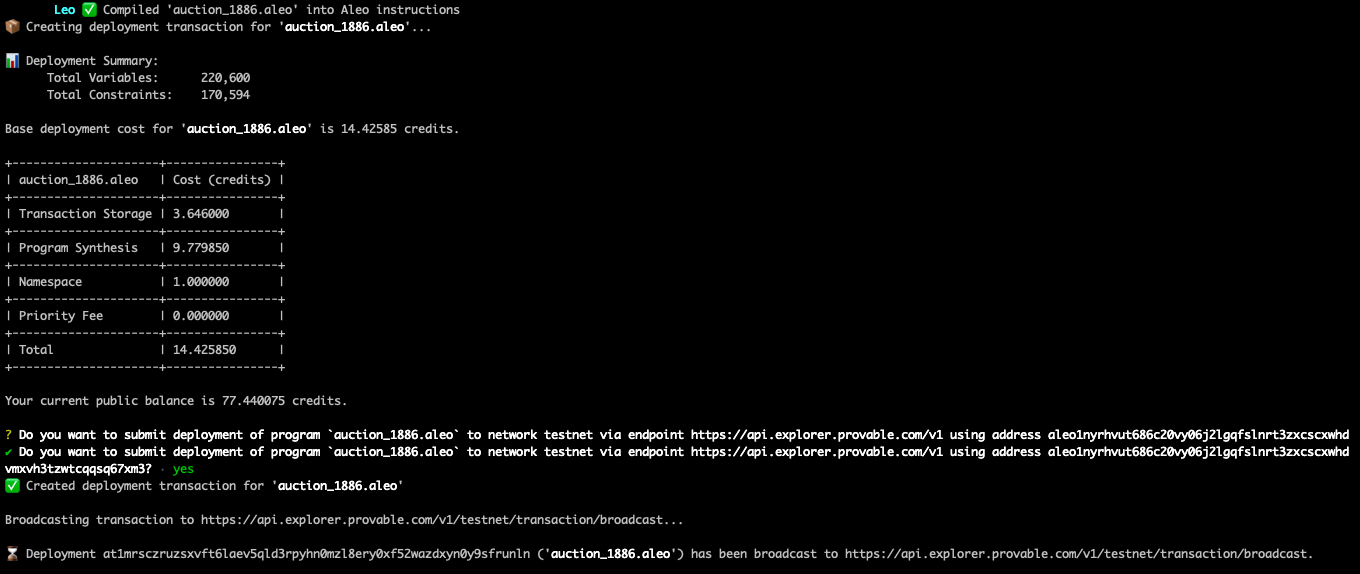 Leo ✅ Compiled 'auction_1886.aleo' into Aleo instructions
📦 Creating deployment transaction for 'auction_1886.aleo'...
📊 Deployment Summary:
Total Variables: 220,600
Total Constraints: 170,594
Base deployment cost for 'auction_1886.aleo' is 14.42585 credits.
+---------------------+----------------+
| auction_1886.aleo | Cost (credits) |
+---------------------+----------------+
| Transaction Storage | 3.646000 |
+---------------------+----------------+
| Program Synthesis | 9.779850 |
+---------------------+----------------+
| Namespace | 1.000000 |
+---------------------+----------------+
| Priority Fee | 0.000000 |
+---------------------+----------------+
| Total | 14.425850 |
+---------------------+----------------+
Your current public balance is 77.440075 credits.
? Do you want to submit deployment of program `auction_1886.aleo` to network testnet via endpoint https://api.explorer.provable.com/v1 using address aleo1nyrhvut686c20vy06j2lgqfslnrt3zxcscxwhd
✔ Do you want to submit deployment of program `auction_1886.aleo` to network testnet via endpoint https://api.explorer.provable.com/v1 using address aleo1nyrhvut686c20vy06j2lgqfslnrt3zxcscxwhd
vmxvh3tzwtcqqsq67xm3? · yes
✅ Created deployment transaction for 'auction_1886.aleo'
Broadcasting transaction to https://api.explorer.provable.com/v1/testnet/transaction/broadcast...
⏳ Deployment at1mrsczruzsxvft6laev5qld3rpyhn0mzl8ery0xf52wazdxyn0y9sfrunln ('auction_1886.aleo') has been broadcast to https://api.explorer.provable.com/v1/testnet/transaction/broadcast.